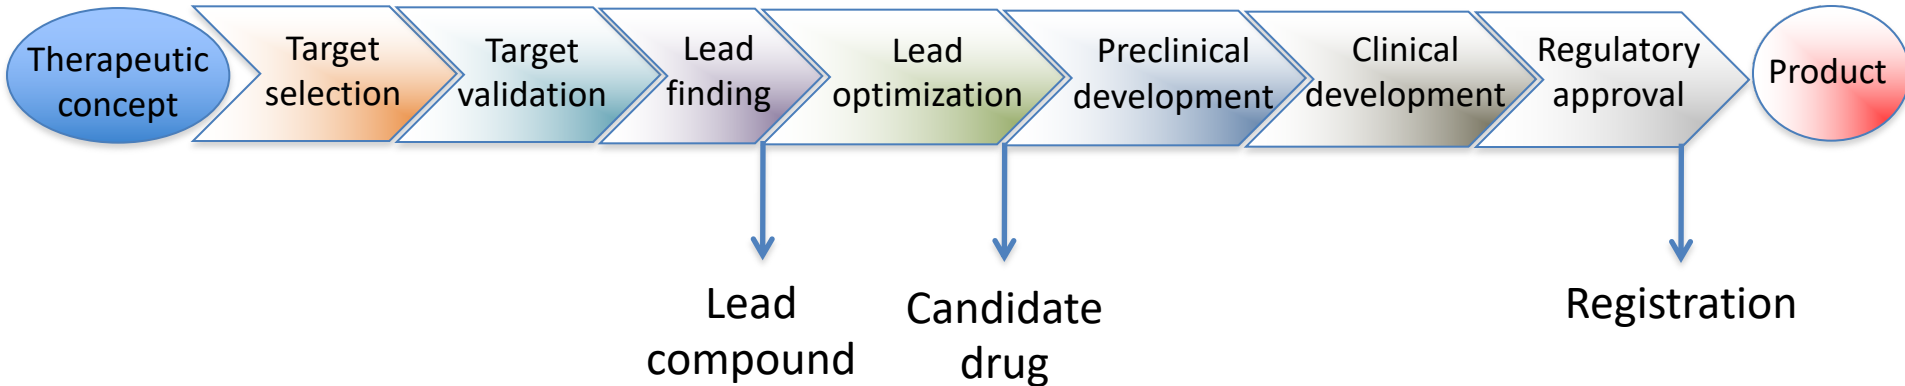 Therapeutic
concept
Target
selection
Target
validation
Lead
finding
Lead
optimization
Preclinical
development
Clinical
development
Regulatory
approval
Product
Lead
compound
Candidate
drug
Registration